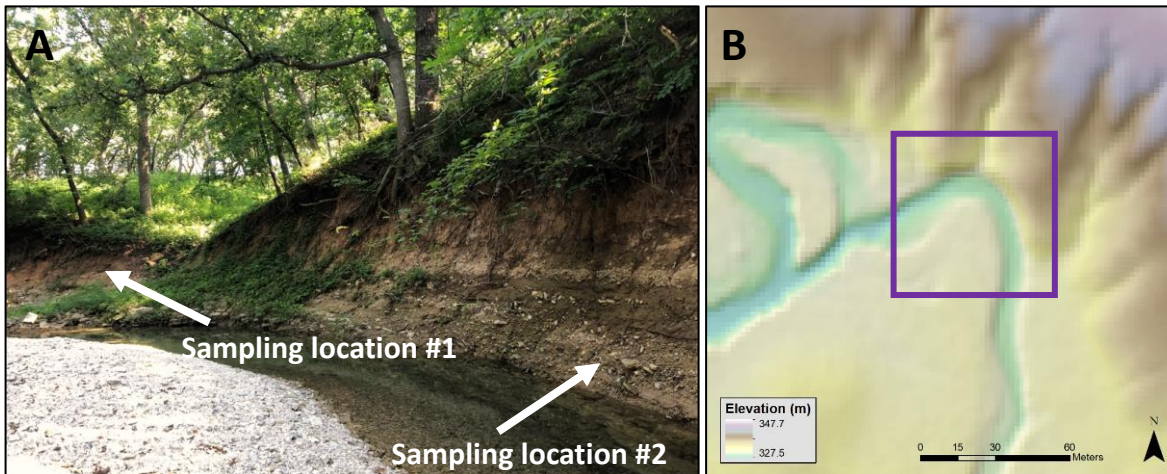 A
Sampling location #1
Sampling location #2
B
Elevation (m)
347.7
327.5
N
0 15 30 60
Meters